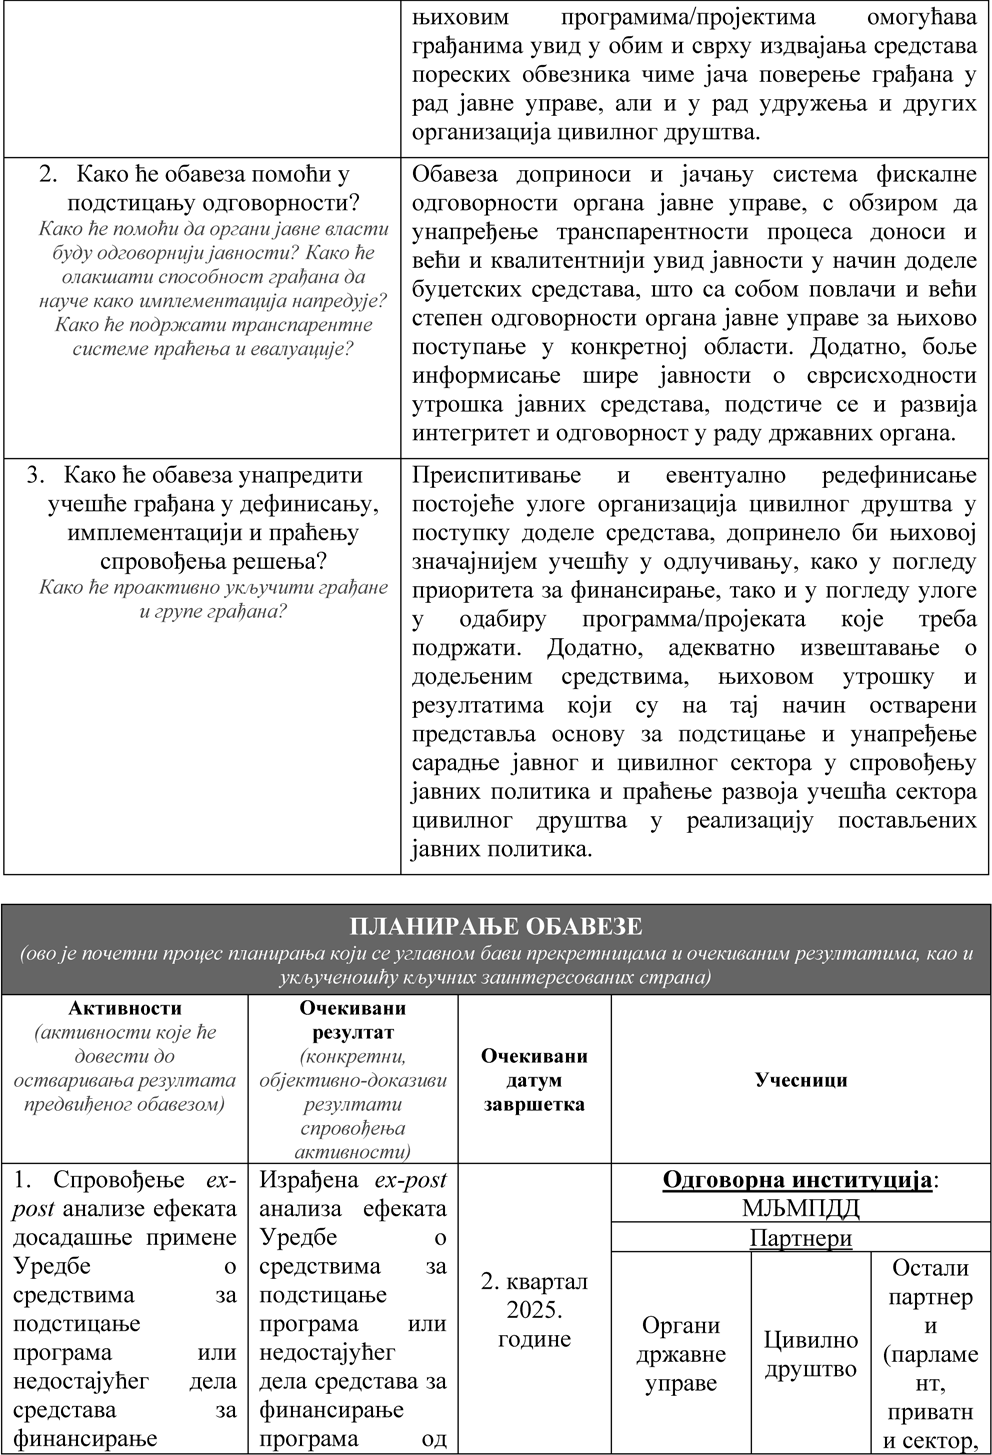 њиховим програмима/пројектима омогућава
грађанима увид у обим и сврху издвајања средстава
пореских обвезника чиме јача поверење грађана у
рад јавне управе, али и у рад удружења и других
организација цивилног друштва.
2. Како ће обавеза помоћи у
подстицању одговорности?
Како ће помоћи да органи јавне власти
буду одговорнији јавности? Како ће
олакшати способност грађана да
науче како имплементација напредује?
Како ће подржати транспарентне
системе праћења и евалуације?
Обавеза доприноси и јачању система фискалне
одговорности органа јавне управе, с обзиром да
унапређење транспарентности процеса доноси и
већи и квалитентнији увид јавности у начин доделе
буџетских средстава, што са собом повлачи и већи
степен одговорности органа јавне управе за њихово
поступање у конкретној области. Додатно, боље
информисање шире јавности о сврсисходности
утрошка јавних средстава, подстиче се и развија
интегритет и одговорност у раду државних органа.
3. Како ће обавеза унапредити
учешће грађана у дефинисању,
имплементацији и праћењу
спровођења решења?
Како ће проактивно укључити грађане
и групе грађана?
Преиспитивање и евентуално редефинисање
постојеће улоге организација цивилног друштва у
поступку доделе средстава, допринело би њиховој
значајнијем учешћу у одлучивању, како у погледу
приоритета за финансирање, тако и у погледу улоге
у одабиру програма/пројеката које треба
подржати. Додатно, адекватно извештавање о
додељеним средствима, њиховом утрошку и
резултатима који су на тај начин остварени
представља основу за подстицање и унапређење
сарадње јавног и цивилног сектора у спровођењу
јавних политика и праћење развоја учешћа сектора
цивилног друштва у реализацију постављених
јавних политика.
ПЛАНИРАЊЕ ОБАВЕЗЕ
(ово је почетни процес планирања који се углавном бави прекретницама и очекиваним резултатима, као и
укљученошћу кључних заинтересованих страна)
Активности
(активности које ће
довести до
остваривања резултата
предвиђеног обавезом)
Очекивани
резултат
(конкретни,
објективно-доказиви
резултати
спровођења
активности)
Очекивани
датум
завршетка
Учесници
1. Спровођење ex-
post анализе ефеката
досадашње примене
Уредбе о
средствима за
подстицање
програма или
недостајућег дела
средстава за
финансирање
Израђена ex-post
анализа ефеката
Уредбе о
средствима за
подстицање
програма или
недостајућег
дела средстава за
финансирање
програма од
2. квартал
2025.
године
Одговорна институција:
МЉМПДД
Партнери
Органи
државне
управе
Цивилно
друштво
Остали
партнер
и
(парламе
нт,
приватн
и сектор,